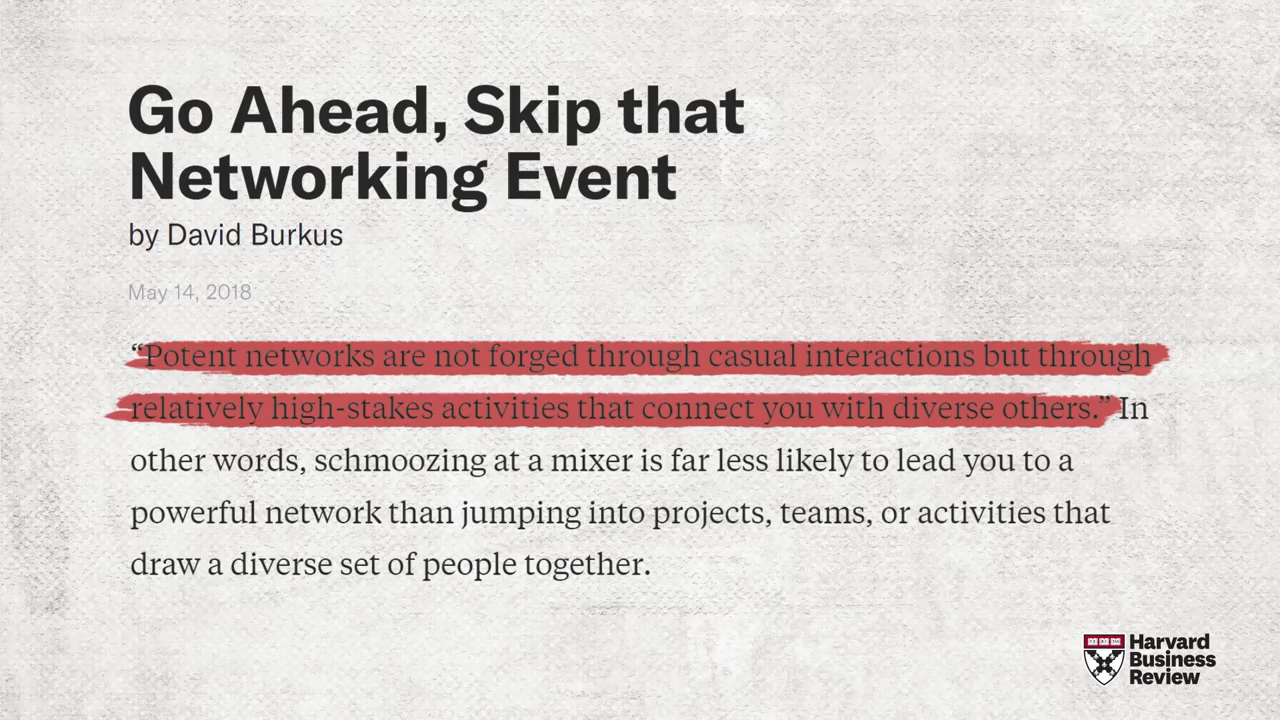 Go Ahead, Skip that
Networking Event
by David Burkus
May 14, 2018
“Potent networks are not forged through casual interactions but through
relatively high-stakes activities that connect you with diverse others.” In
other words, schmoozing at a mixer is far less likely to lead you to a
powerful network than jumping into projects, teams, or activities that
draw a diverse set of people together.
Harvard
Business
Review